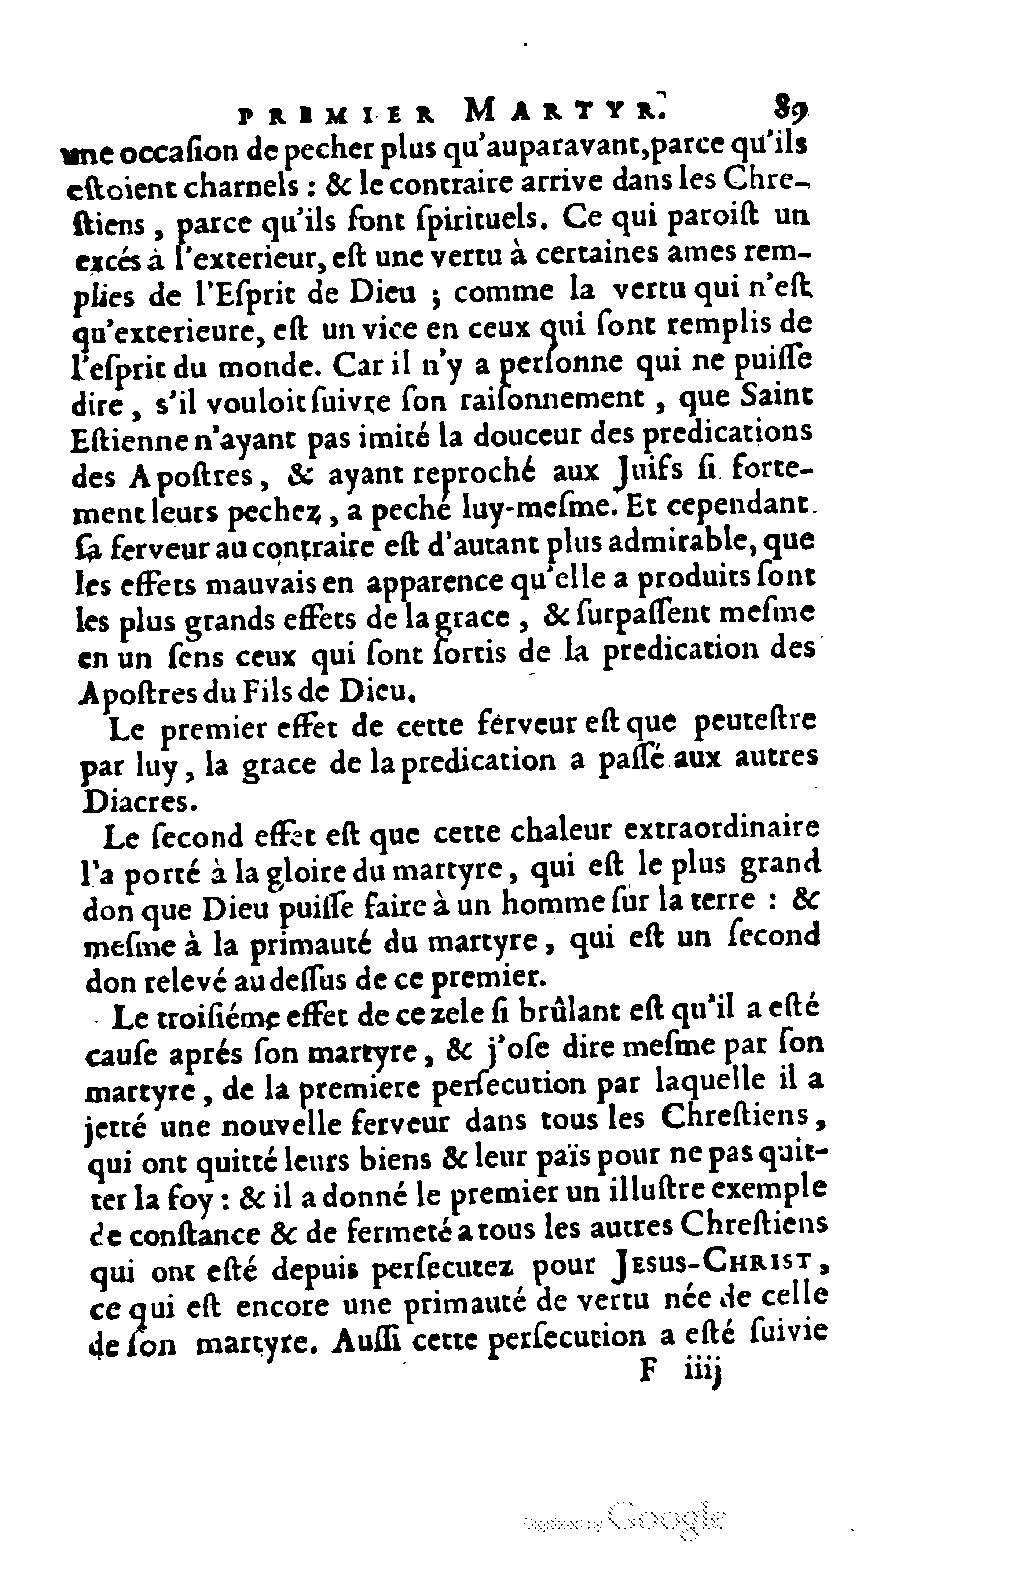 PREMIER MARTYR. 89
une occaſion de pecher plus qu'auparavant, parce qu'ils
eſtoient charnels : & le contraire arrive dans les Chre-
ſtiens , parce qu'ils ſont ſpirituels. Ce qui paroiſt un
excés à l'exterieur, eſt une vertu à certaines ames rem-
plies de l'Eſprit de Dieu ; comme la vertu qui n'eſt
qu'exterieure, eſt un vice en ceux qui ſont remplis de
l'eſprit du monde. Car il n'y a perſonne qui ne puiſſe
dire , s'il vouloit ſuivre ſon raiſonnement , que Saint
Eſtienne n'ayant pas imité la douceur des predications
des Apoſtres , & ayant reproché aux Juifs ſi forte-
ment leurs pechez , a peché luy-meſme. Et cependant
ſa ferveur au contraire eſt d'autant plus admirable, que
les effets mauvais en apparence qu'elle a produits ſont
les plus grands effets de la grace , & ſurpaſſent meſme
en un ſens ceux qui ſont ſortis de la predication des
Apoſtres du Fils de Dieu.
Le premier effet de cette ferveur eſt que peuteſtre
par luy , la grace de la predication a paſſé aux autres
Diacres.
Le ſecond effet eſt que cette chaleur extraordinaire
l'a porté à la gloire du martyre , qui eſt le plus grand
don que Dieu puiſſe faire à un homme ſur la terre : &
meſme à la primauté du martyre , qui eſt un ſecond
don relevé au deſſus de ce premier.
Le troiſiéme effet de ce zele ſi brûlant eſt qu'il a eſté
cauſe aprés ſon martyre , & j'oſe dire meſme par ſon
martyre , de la premiere perſecution par laquelle il a
jetté une nouvelle ferveur dans tous les Chreſtiens ,
qui ont quitté leurs biens & leur païs pour ne pas quit-
ter la foy : & il a donné le premier un illuſtre exemple
de conſtance & de fermeté a tous les autres Chreſtiens
qui ont eſté depuis perſecutez pour JESUS-CHRIST ,
ce qui eſt encore une primauté de vertu née de celle
de ſon martyre. Auſſi cette perſecution a eſté ſuivie
F iiij
Digitized by Google